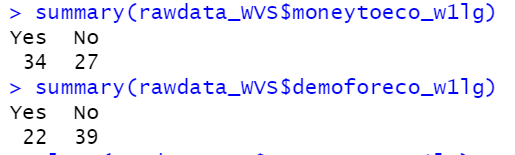 > summary(rawdata_WVS$moneytoeco_w1lg)
Yes No
34 27
> summary(rawdata_WVS$demoforeco_w1lg)
Yes No
22 39